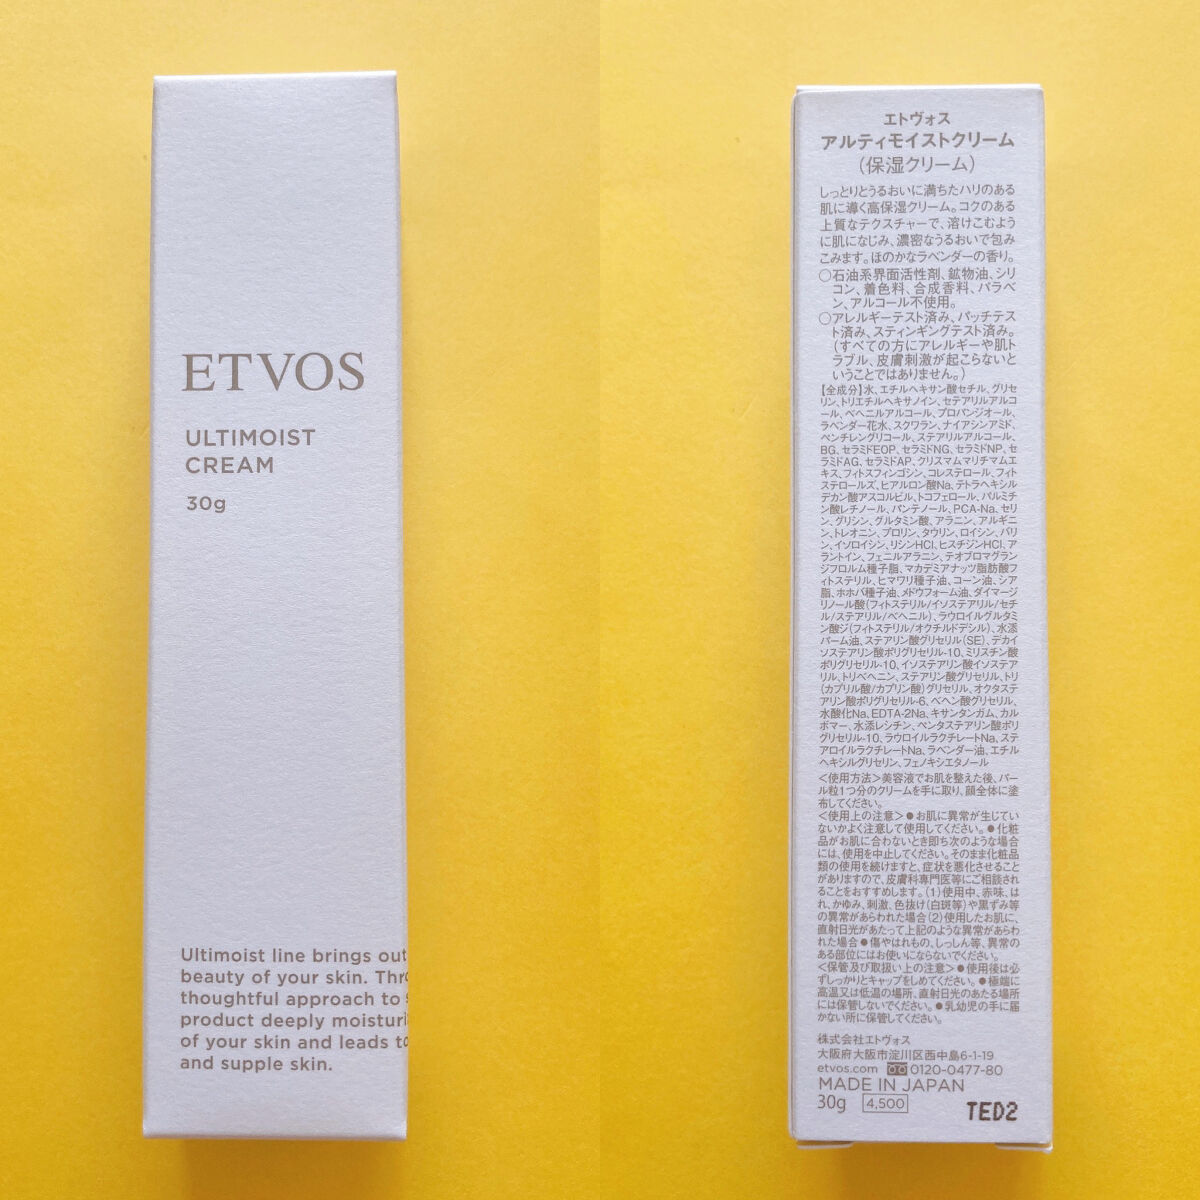 ETVOS
ULTIMOIST
CREAM
30g
Ultimoist line brings out
beauty of your skin. Thro
thoughtful approach to
product deeply moisturi
of your skin and leads to
and supple skin.
エトヴォス
アルティモイストクリーム
(保湿クリーム)
しっとりとうるおいに満ちたハリのある
肌に導く高保湿クリーム。コクのある
上質なテクスチャーで、溶けこむよう
に肌になじみ、濃密なうるおいで包み
こみます。ほのかなラベンダーの香り。
○石油系界面活性剤、鉱物油、シリ
コン、着色料、合成香料、パラベ
ン、アルコール不使用。
○アレルギーテスト済み、パッチテス
ト済み、スティンギングテスト済み。
(すべての方にアレルギーや肌ト
ラブル、皮膚刺激が起こらないと
いうことではありません。)
【全成分】水、エチルヘキサン酸セチル、グリセ
リン、トリエチルヘキサノイン、セテアリルアルコ
ール、ベヘニルアルコール、プロパンジオール、
ラベンダー花水、スクワラン、ナイアシンアミド、
ペンチレングリコール、ステアリルアルコール、
BG、セラミドEOP、セラミドNG、セラミドNP、セ
ラミドAG、セラミドAP、クリスマムマリチマムエ
キス、フィトスフィンゴシン、コレステロール、フィト
ステロールズ、ヒアルロン酸Na、テトラヘキシル
デカン酸アスコルビル、トコフェロール、パルミチ
ン酸レチノール、パンテノール、PCA-Na、セリ
ン、グリシン、グルタミン酸、アラニン、アルギニ
ン、トレオニン、プロリン、タウリン、ロイシン、バリ
ン、イソロイシン、リシンHCl、ヒスチジンHCl、ア
ラントイン、フェニルアラニン、テオブロマグラン
ジフロルム種子脂、マカデミアナッツ脂肪酸フ
ィトステリル、ヒマワリ種子油、コーン油、シア
脂、ホホバ種子油、メドウフォーム油、ダイマージ
リノール酸(フィトステリル/イソステアリル/セチ
ル/ステアリル/ベヘニル)、ラウロイルグルタミ
ン酸ジ(フィトステリル/オクチルドデシル)、水添
パーム油、ステアリン酸グリセリル(SE)、デカイ
ソステアリン酸ポリグリセリル-10、ミリスチン酸
ポリグリセリル-10、イソステアリン酸イソステア
リル、トリベヘニン、ステアリン酸グリセリル、トリ
(カプリル酸/カプリン酸)グリセリル、オクタステ
アリン酸ポリグリセリル-6、ベヘン酸グリセリル、
水酸化Na、EDTA-2Na、キサンタンガム、カル
ボマー、水添レシチン、ペンタステアリン酸ポリ
グリセリル-10、ラウロイルラクチレートNa、ステ
アロイルラクチレートNa、ラベンダー油、エチル
ヘキシルグリセリン、フェノキシエタノール
<使用方法>美容液でお肌を整えた後、パー
ル粒1つ分のクリームを手に取り、顔全体に塗
布してください。
<使用上の注意>●お肌に異常が生じてい
ないかよく注意して使用してください。●化粧
品がお肌に合わないとき即ち次のような場合
には、使用を中止してください。そのまま化粧品
類の使用を続けますと、症状を悪化させること
がありますので、皮膚科専門医等にご相談され
ることをおすすめします。(1)使用中、赤味、は
れ、かゆみ、刺激、色抜け(白斑等)や黒ずみ等
の異常があらわれた場合(2)使用したお肌に、
直射日光があたって上記のような異常があらわ
れた場合●傷やはれもの、しっしん等、異常の
ある部位にはお使いにならないでください。
<保管及び取扱い上の注意>●使用後は必
ずしっかりとキャップをしめてください。●極端に
高温又は低温の場所、直射日光のあたる場所
には保管しないでください。●乳幼児の手に届
かない所に保管してください。
株式会社エトヴォス
大阪府大阪市淀川区西中島6-1-19
etvos.com 0120-0477-80
MADE IN JAPAN
30g 4,500
TED2